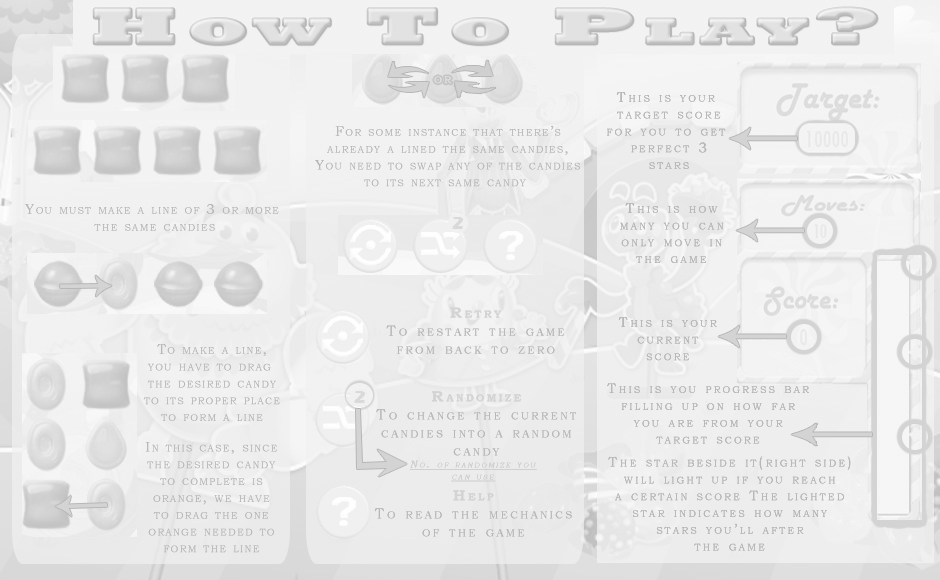 How To Play?
You must make a line of 3 or more
the same candies
To make a line,
you have to drag
the desired candy
to its proper place
to form a line
In this case, since
the desired candy
to complete is
orange, we have
to drag the one
orange needed to
form the line
OR
For some instance that there's
already a lined the same candies,
You need to swap any of the candies
to its next same candy
2
?
Retry
To restart the game
from back to zero
2
Randomize
To change the current
candies into a random
candy
No. of randomize you
can use
?
Help
To read the mechanics
of the game
This is your
target score
for you to get
perfect 3
stars
Target:
10000
This is how
many you can
only move in
the game
Moves:
10
This is your
current
score
Score:
0
This is you progress bar
filling up on how far
you are from your
target score
The star beside it(right side)
will light up if you reach
a certain score The lighted
star indicates how many
stars you'll after
the game